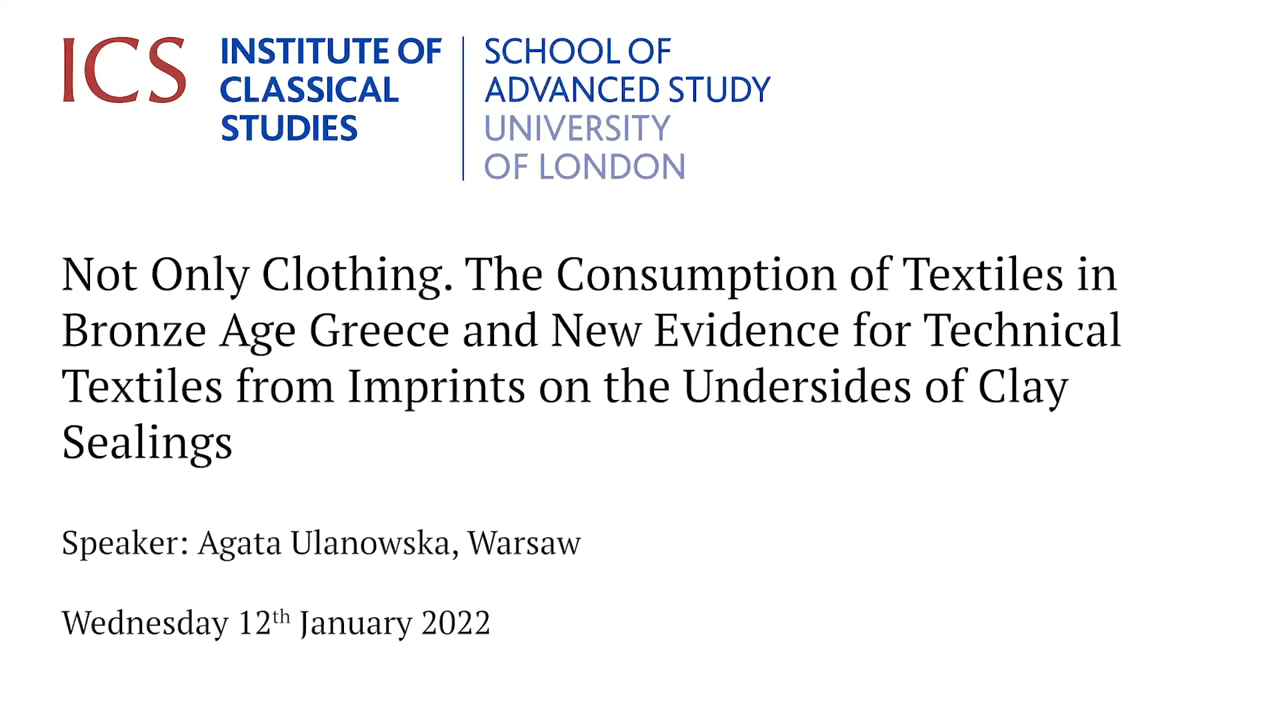 ICS
INSTITUTE OF
CLASSICAL
STUDIES
SCHOOL OF
ADVANCED STUDY
UNIVERSITY
OF LONDON
Not Only Clothing. The Consumption of Textiles in
Bronze Age Greece and New Evidence for Technical
Textiles from Imprints on the Undersides of Clay
Sealings
Speaker: Agata Ulanowska, Warsaw
Wednesday 12th January 2022